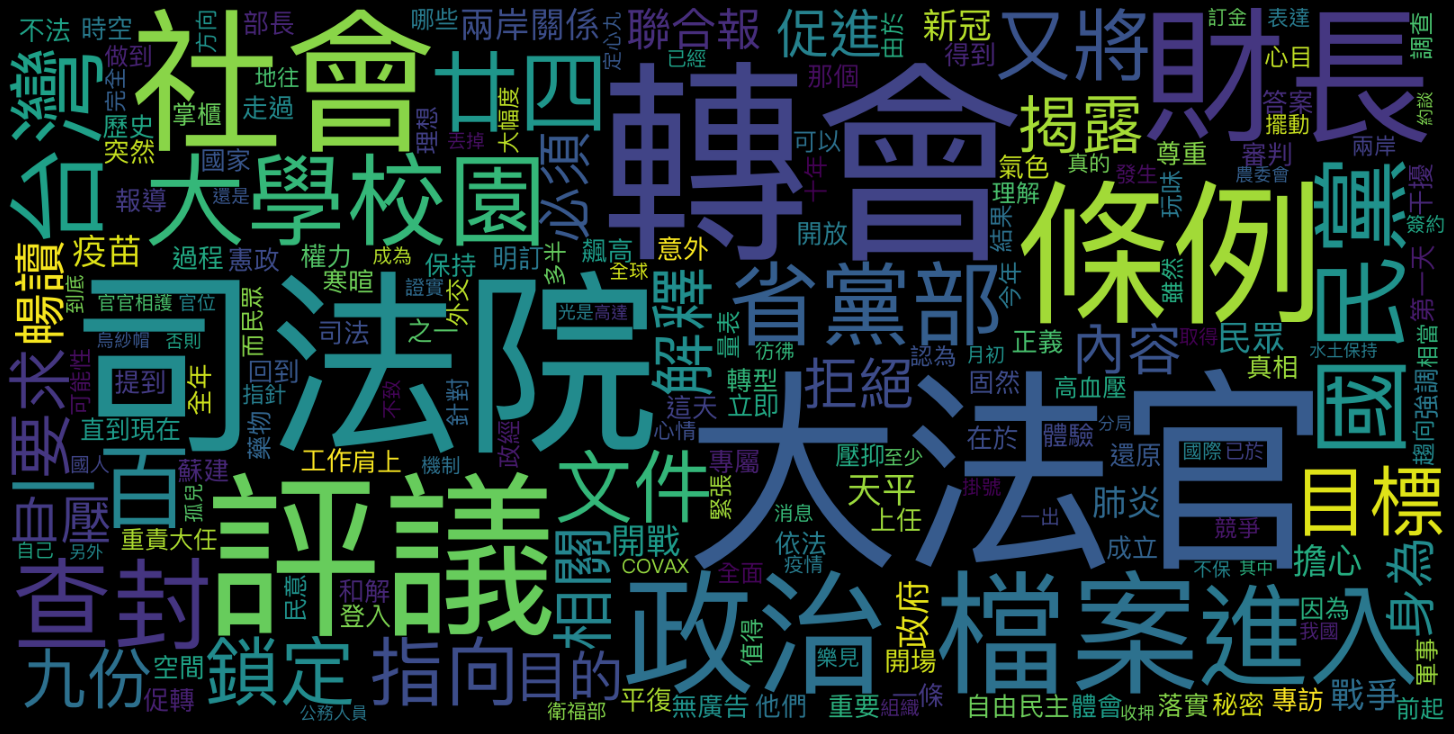 不法
時空
部長
方向
哪些
兩岸關係
定心丸
聯合報
已經
促進
由於
新冠
得到
又將
訂金
表達
心目
財長
調查
台灣
做到
完全
社會
地往
廿四
走過
掌櫃
歷史
突然
理想
大幅度
丟掉
轉會
那個
可以
十年
揭露
答案
擺動
約談
氣色
真的
尊重
審判
兩岸
國家
還是
報導
大學校園
必須
理解
發生
玩味
農委會
國民黨
干擾
簽約
第一天
暢讀
疫苗
過程
憲政
權力
成為
寒暄
保持
明訂
多半
飆高
全球
意外
開放
結果
今年
條例
雖然
到底
官官相護
官位
而民眾
烏紗帽
否則
司法院
證實
司法
之一
外交
光是
高達
解釋
省黨部
量表
彷彿
認為
月初
正義
內容
取得
民眾
真相
水土保持
相當
趨向強調
要求
可能性
提到
全年
回到
指針
不致
針對
轉型
立即
這天
心情
拒絕
固然
高血壓
分局
直到現在
國人
一百
蘇建
藥物
工作肩上
機制
政經
大法官
在於
體驗
還原
國際
已於
自壓
自己
另外
孤兒
重責大任
評議
文件
緊張
專屬
壓抑
至少
掛號
天平
上任
一出
肺炎
競爭
目標
查封
民意
和解
登入
相關
開戰
COVAX
消息
依法
疫情
全面
成立
不保
其中
擔心
身為
九份
空間
促轉
鎖定
公務人員
指向
目的
衛福部
平復
政治
值得
無廣告
樂見
他們
重要
組織
一條
政府
開場
檔案
進入
因為
我國
自由民主
體會
收押
落實
秘密
專訪
戰爭
軍事
前起